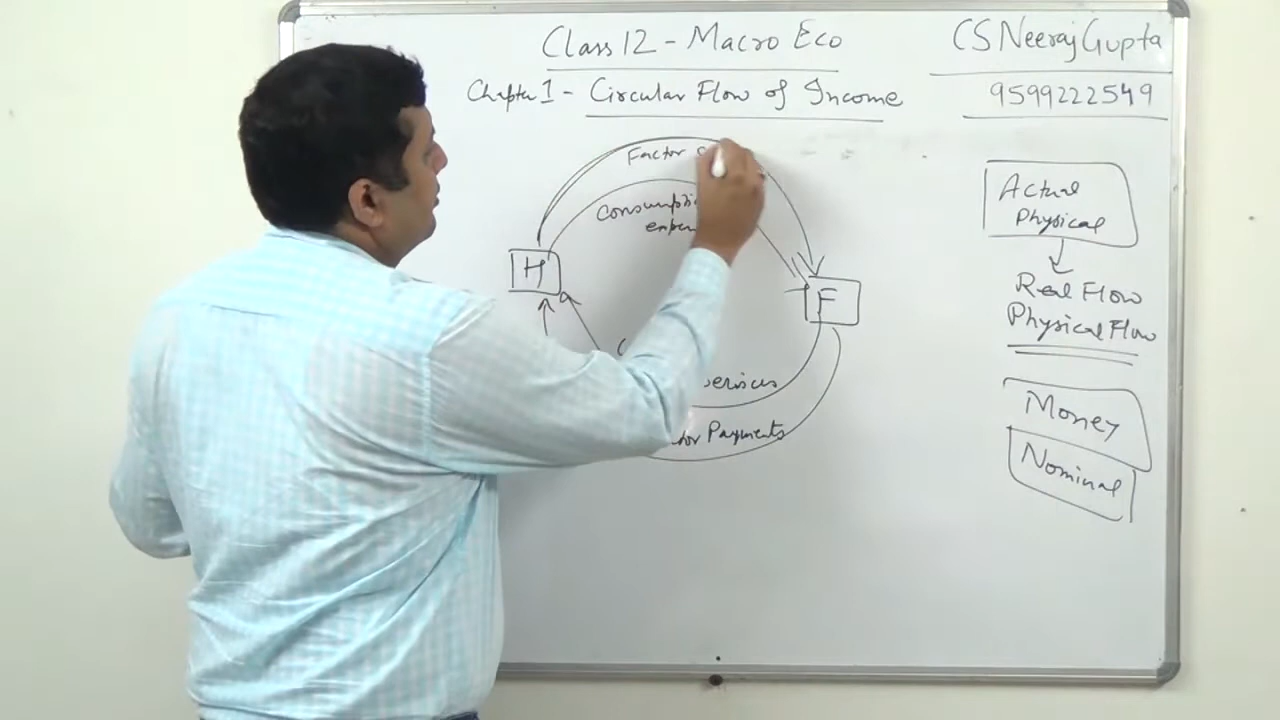 Class 12 - Macro Eco
CS Neeraj Gupta
Chapter 1 - Circular Flow of Income
9599222549
Factor
H
F
Payments
Actual
Physical
Real Flow
Physical Flow
Money
Nominal